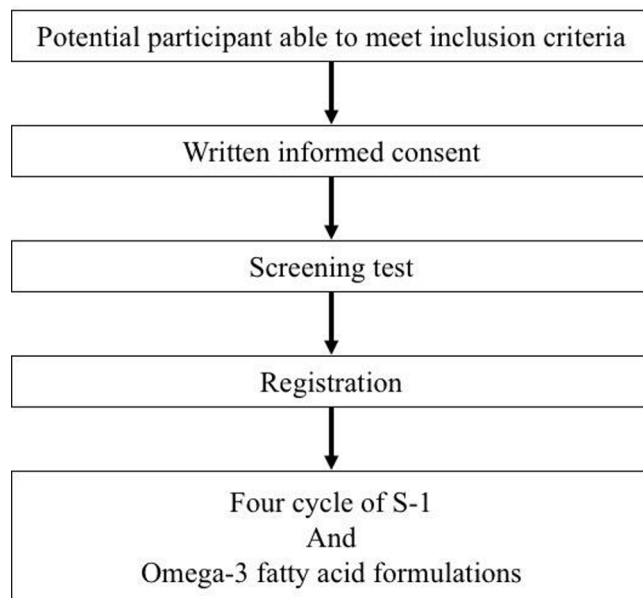 Potential participant able to meet inclusion criteria
Written informed consent
Screening test
Registration
Four cycle of S-1
And
Omega-3 fatty acid formulations